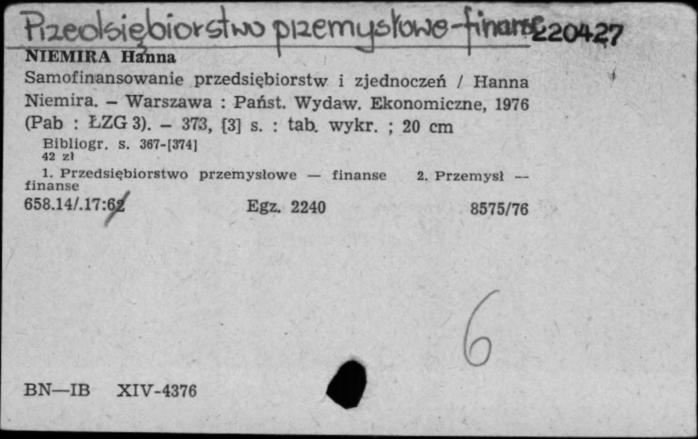 Przedsiębiorstwo przemysłowe - finanse 220427
NIEMIRA Hanna
Samofinansowanie przedsiębiorstw i zjednoczeń / Hanna
Niemira. — Warszawa : Państ. Wydaw. Ekonomiczne, 1976
(Pab : ŁZG 3). — 373, [3] s. : tab. wykr. ; 20 cm
Bibliogr. s. 367-[374]
42 zł
1. Przedsiębiorstwo przemysłowe — finanse 2. Przemysł —
finanse
658.14/.17:62
Egz. 2240
8575/76
6
BN—IB XIV-4376